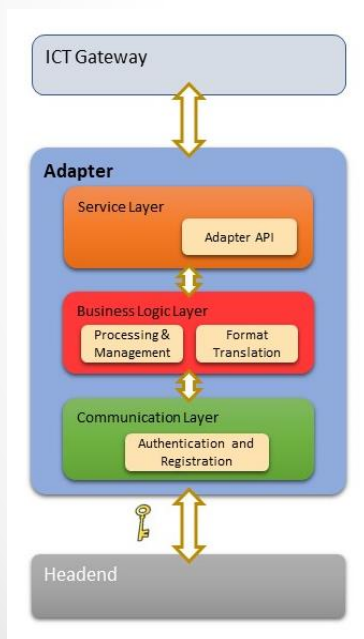 ICT Gateway
Adapter
Service Layer
Adapter API
Business Logic Layer
Processing &
Management
Format
Translation
Communication Layer
Authentication and
Registration
Headend